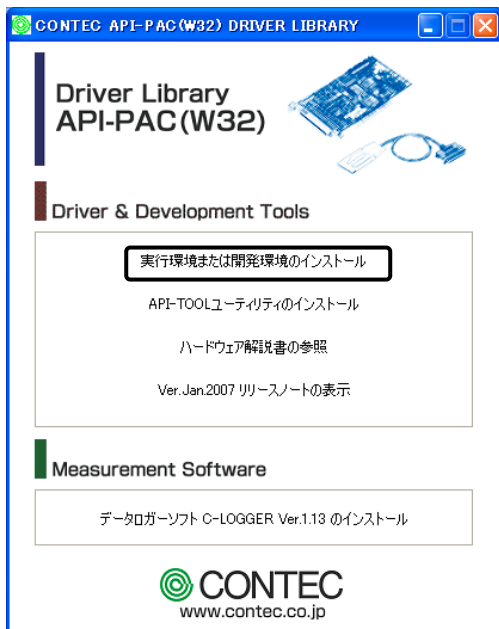 CONTEC API-PAC(W32) DRIVER LIBRARY
Driver Library
API-PAC(W32)
Driver & Development Tools
実行環境または開発環境のインストール
API-TOOLユーティリティのインストール
ハードウェア解説書の参照
Ver.Jan.2007 リリースノートの表示
Measurement Software
データロガーソフト C-LOGGER Ver.1.13 のインストール
CONTEC
www.contec.co.jp